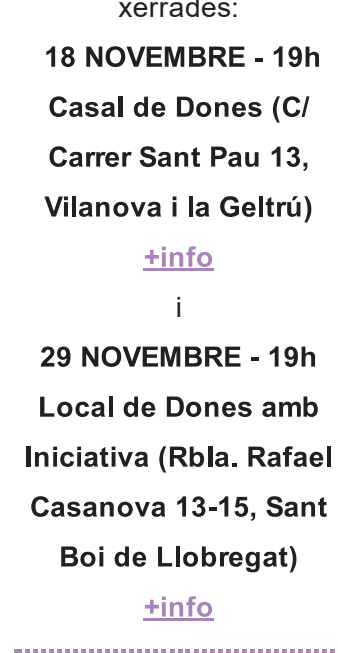 xerrades:
18 NOVEMBRE - 19h
Casal de Dones (C/
Carrer Sant Pau 13,
Vilanova i la Geltrú)
+info
i
29 NOVEMBRE - 19h
Local de Dones amb
Iniciativa (Rbla. Rafael
Casanova 13-15, Sant
Boi de Llobregat)
+info